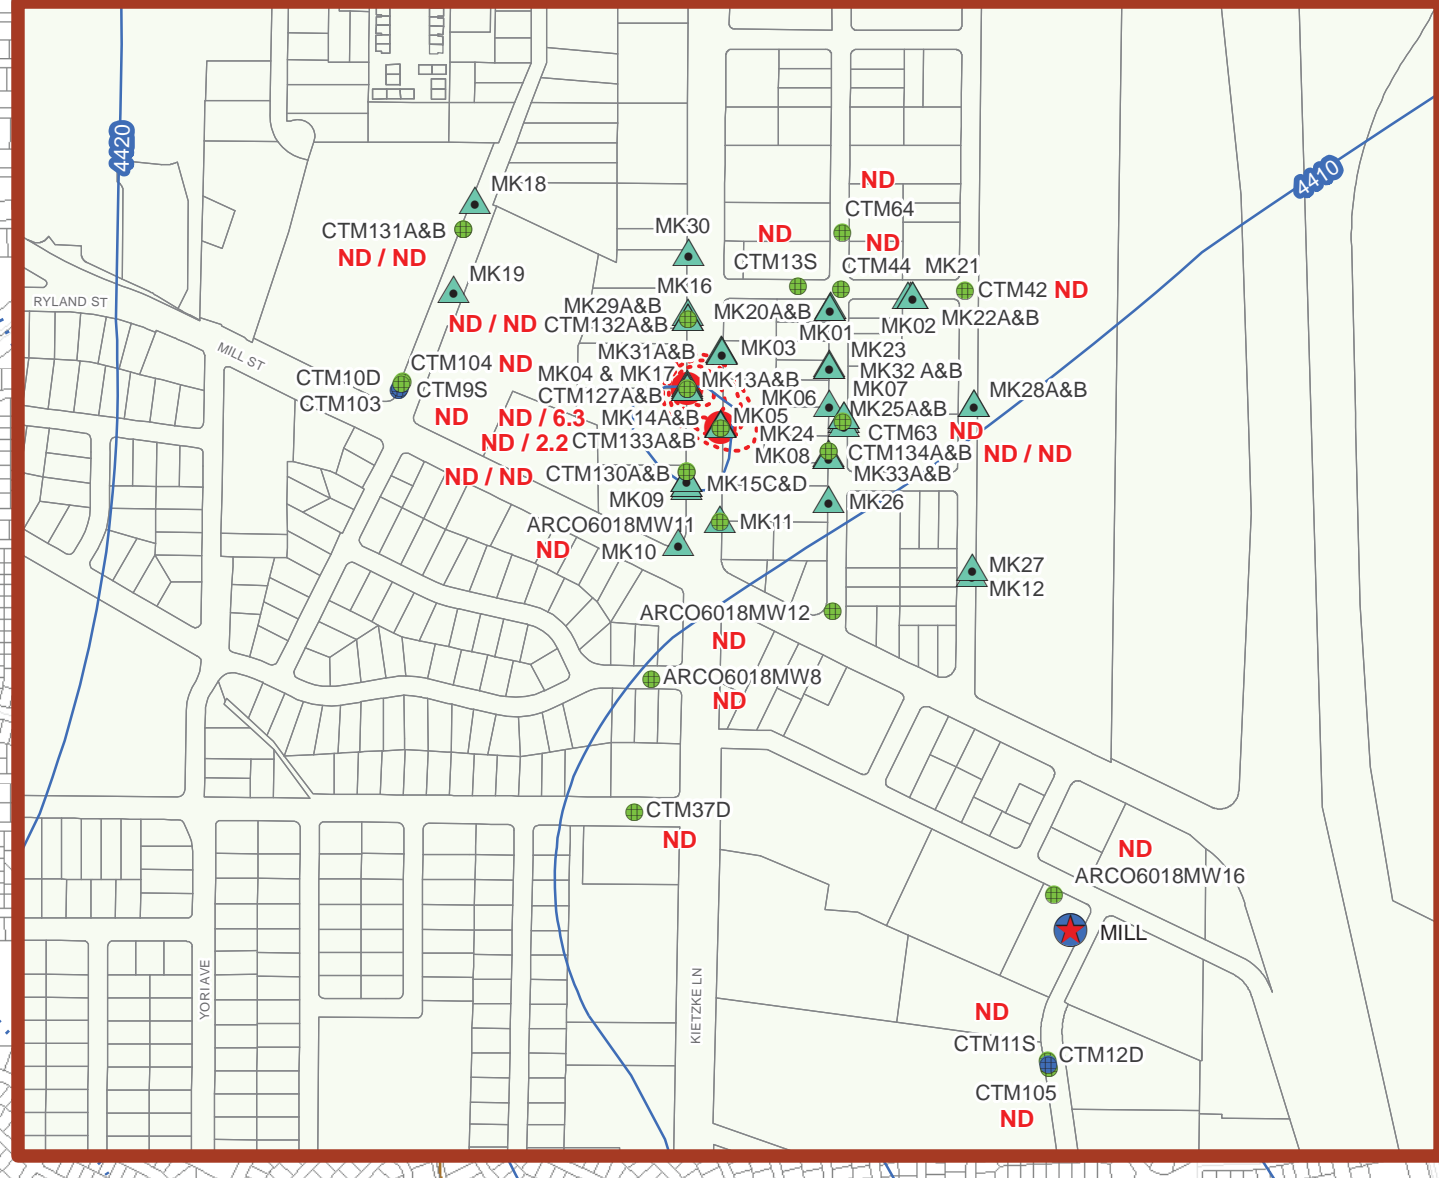 4420
4410
MK18
ND
CTM64
CTM131A&B
MK30
ND
ND
ND / ND
CTM13S
CTM44
MK21
MK19
MK16
CTM42 ND
RYLAND ST
MK29A&B
MK20A&B
MK22A&B
ND / ND
CTM132A&B
MK01
MK02
MILL ST
MK31A&B
MK03
MK23
CTM104 ND
MK04 & MK17
MK32 A&B
CTM10D
MK13A&B
CTM9S
CTM127A&B
MK06
MK07
MK28A&B
CTM103
ND
ND / 6.3
MK14A&B
MK05
MK25A&B
ND / 2.2
CTM133A&B
MK24
CTM63
ND
MK08
CTM134A&B
ND / ND
ND / ND
CTM130A&B
MK15C&D
MK33A&B
MK09
MK26
ARCO6018MW11
MK11
ND
MK10
MK27
MK12
ARCO6018MW12
ND
ARCO6018MW8
ND
CTM37D
ND
ND
ARCO6018MW16
MILL
YORI AVE
KIETZKE LN
ND
CTM11S
CTM12D
CTM105
ND